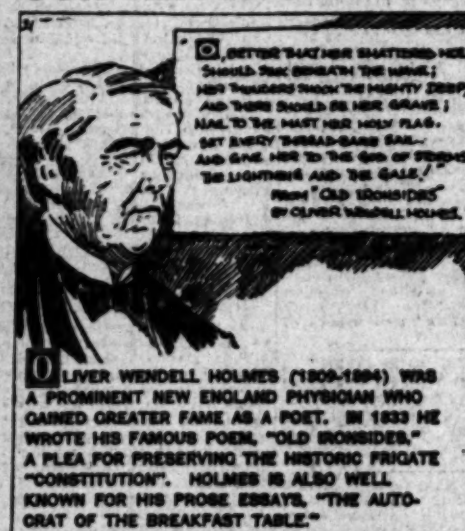 "O, BETTER THAT HER SHATTERED HULK
SHOULD SINK BENEATH THE WAVE;
HER THUNDERS SHOOK THE MIGHTY DEEP,
AND THERE SHOULD BE HER GRAVE;
NAIL TO THE MAST HER HOLY FLAG.
SET EVERY THREAD-BARE SAIL—
AND GIVE HER TO THE GOD OF STORMS
THE LIGHTNING AND THE GALE!"
FROM "OLD IRONSIDES"
BY OLIVER WENDELL HOLMES.
OLIVER WENDELL HOLMES (1809-1894) WAS
A PROMINENT NEW ENGLAND PHYSICIAN WHO
GAINED GREATER FAME AS A POET. IN 1833 HE
WROTE HIS FAMOUS POEM, "OLD IRONSIDES,"
A PLEA FOR PRESERVING THE HISTORIC FRIGATE
"CONSTITUTION". HOLMES IS ALSO WELL
KNOWN FOR HIS PROSE ESSAYS, "THE AUTO-
CRAT OF THE BREAKFAST TABLE."